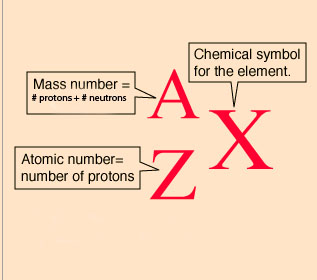 Chemical symbol
for the element.
Mass number =
# protons + # neutrons
A
X
Atomic number=
number of protons
Z